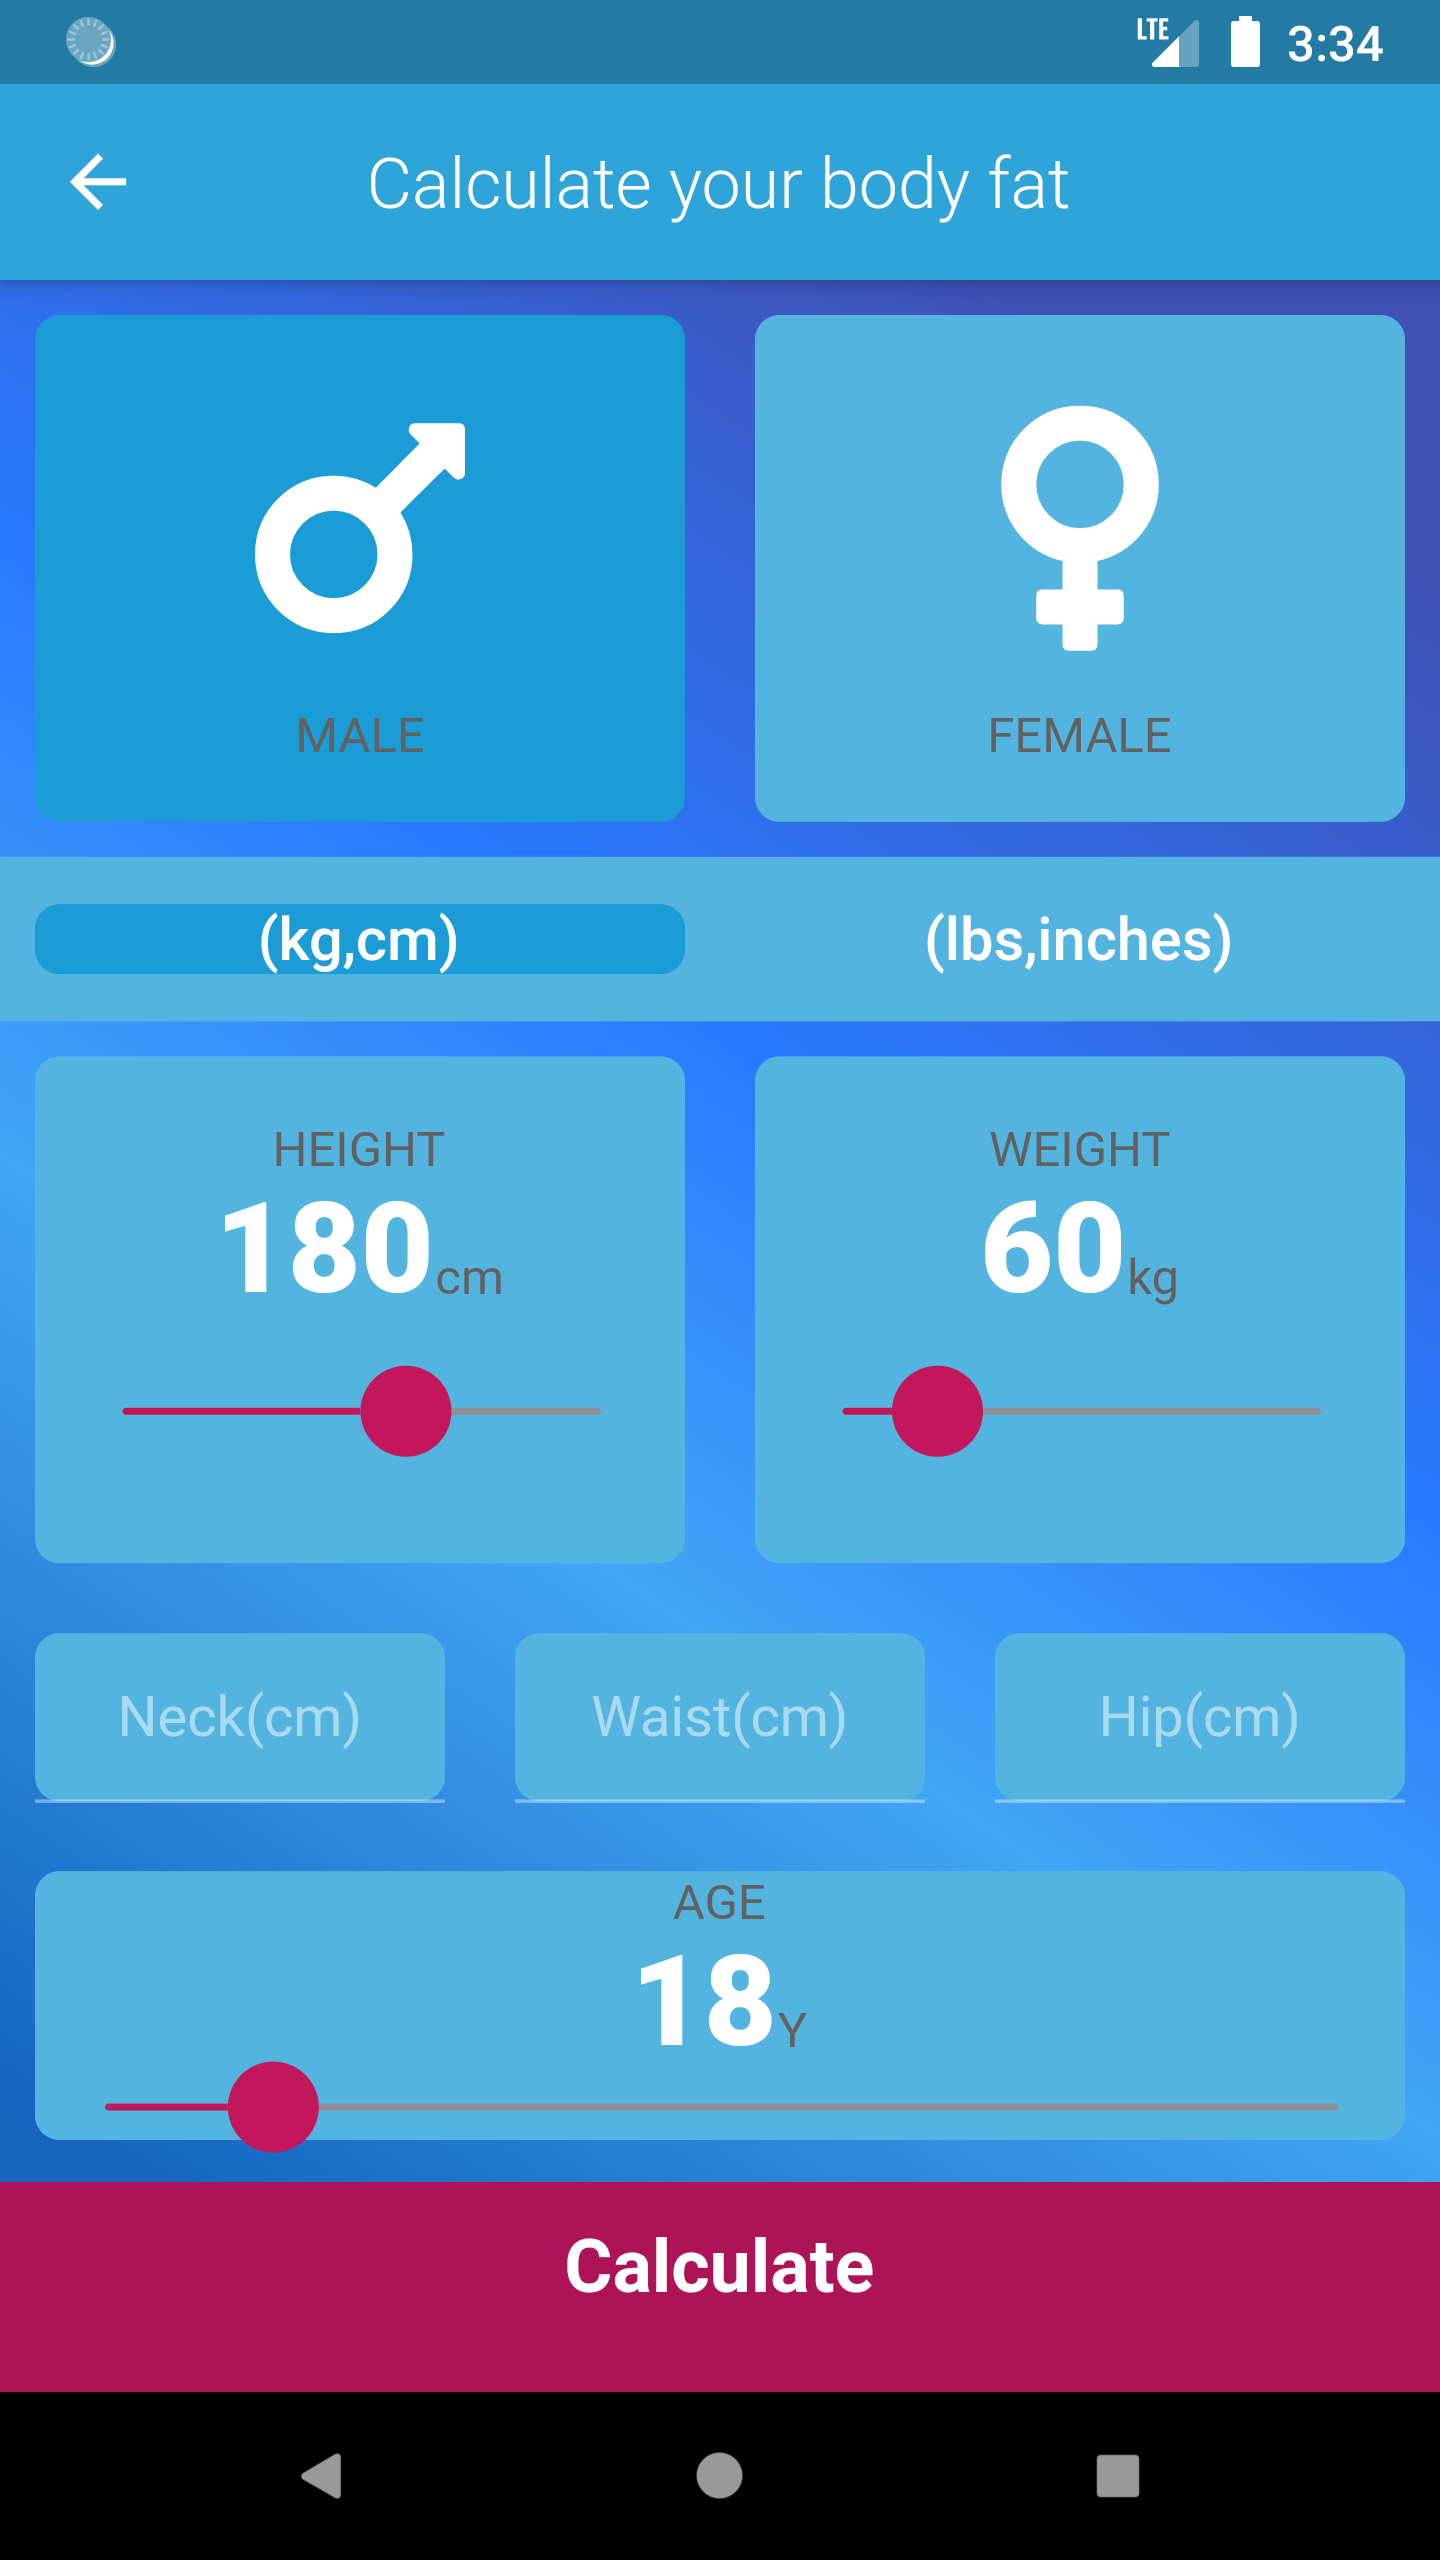 LTE 3:34
Calculate your body fat
MALE
FEMALE
(kg,cm)
(lbs,inches)
HEIGHT
180cm
WEIGHT
60kg
Neck(cm)
Waist(cm)
Hip(cm)
AGE
18Y
Calculate